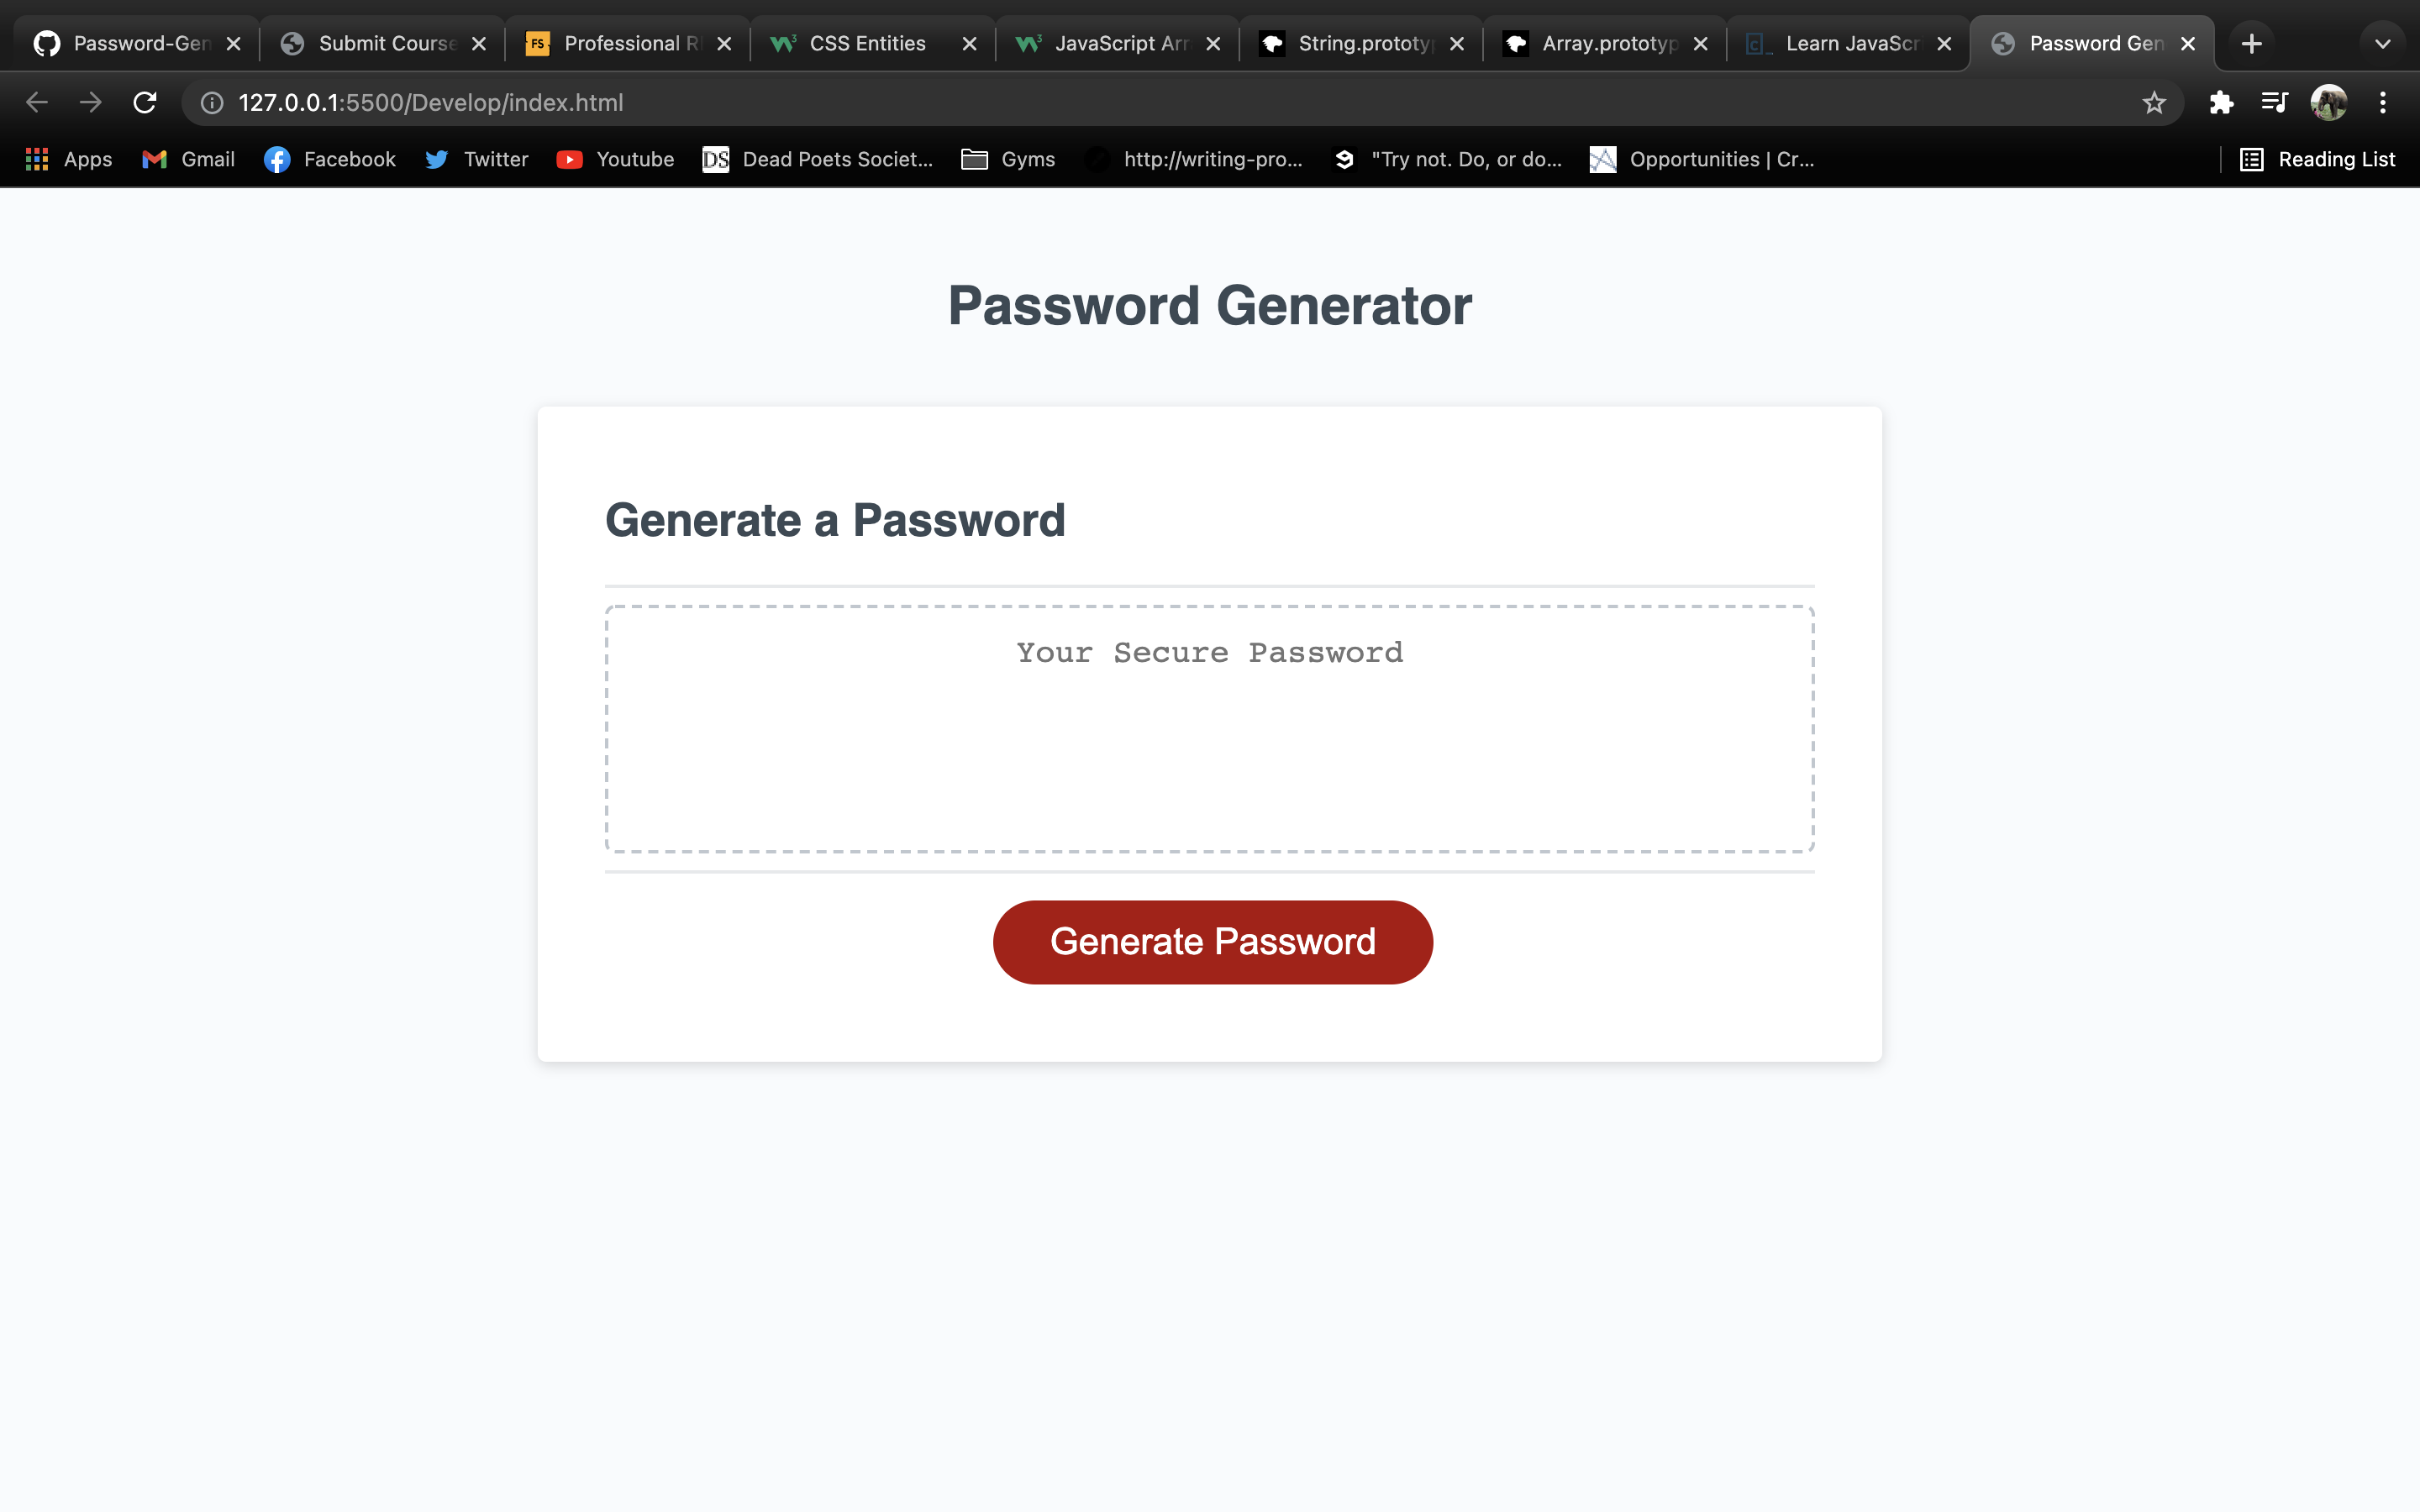 Password-Gen
Submit Course
FS Professional R
CSS Entities
JavaScript Arr
String.prototy
Array.prototyp
Learn JavaScr
Password Gen
127.0.0.1:5500/Develop/index.html
Apps
Gmail
Facebook
Twitter
Youtube
DS Dead Poets Societ...
Gyms
http://writing-pro...
"Try not. Do, or do...
Opportunities | Cr...
Reading List
Password Generator
Generate a Password
Your Secure Password
Generate Password